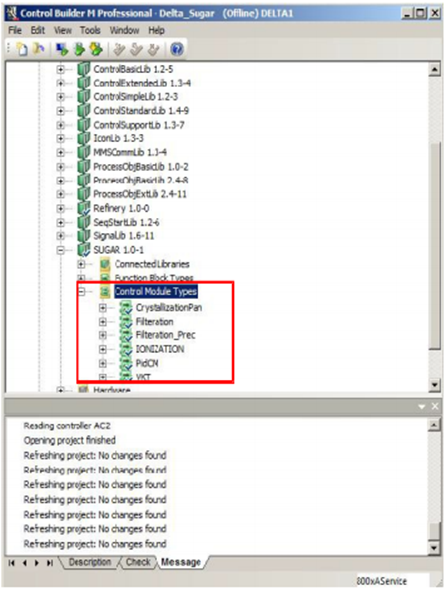 Control Builder M Professional - Delta_Sugar (Offline) DELTA1
File Edit View Tools Window Help
ControlBasicLib 1.2-5
ControlExtendedLib 1.3-4
ControlSimpleLib 1.2-3
ControlStandardLib 1.4-9
ControlSupportLib 1.3-7
IconLib 1.3-3
MMSCommLib 1.3-4
ProcessObjBasicLib 1.0-2
ProcessObjBasicLib 2.4-8
ProcessObjExtLib 2.4-11
Refinery 1.0-0
SeqStartLib 1.2-6
SignalLib 1.6-11
SUGAR 1.0-1
Connected Libraries
Function Block Types
Control Module Types
CrystallizationPan
Filteration
Filteration_Prec
IONIZATION
PidCM
VKT
Hardware
Reading controller AC2
Opening project finished
Refreshing project: No changes found
Refreshing project: No changes found
Refreshing project: No changes found
Refreshing project: No changes found
Refreshing project: No changes found
Refreshing project: No changes found
Refreshing project: No changes found
Description Check Message
800xAService